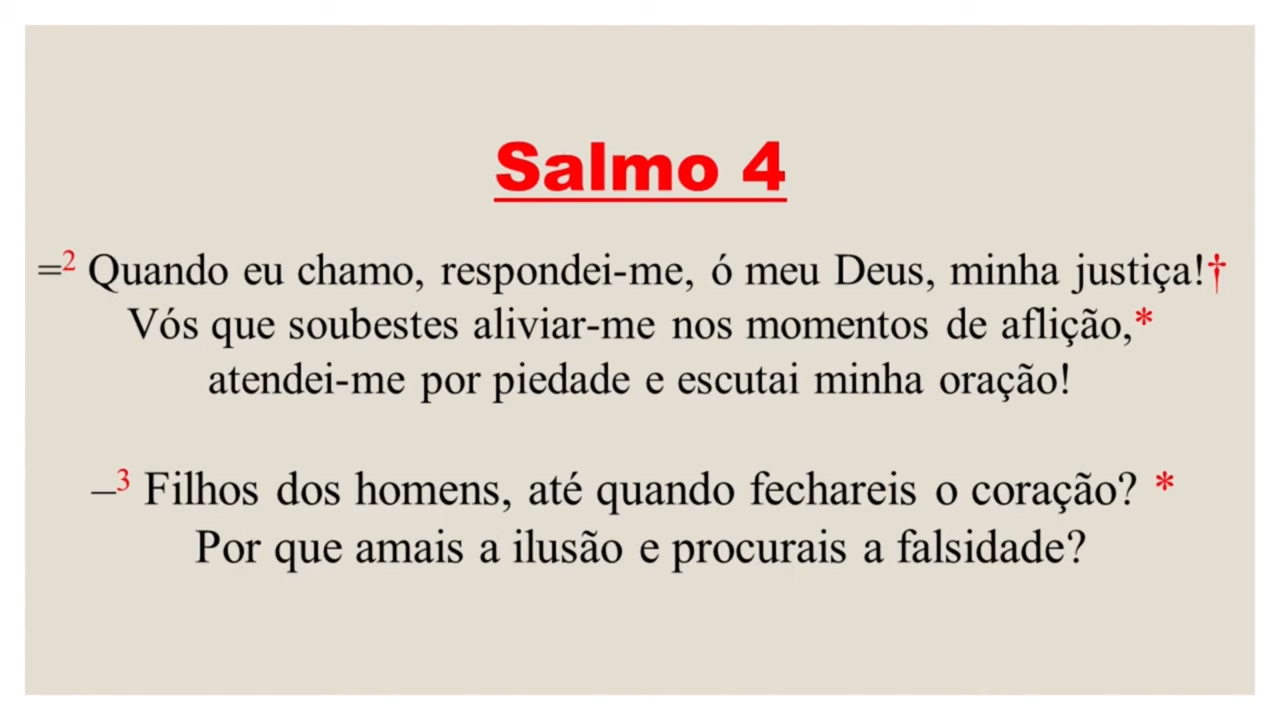 Salmo 4
=² Quando eu chamo, respondei-me, ó meu Deus, minha justiça!†
Vós que soubestes aliviar-me nos momentos de aflição,*
atendei-me por piedade e escutai minha oração!
–³ Filhos dos homens, até quando fechareis o coração? *
Por que amais a ilusão e procurais a falsidade?